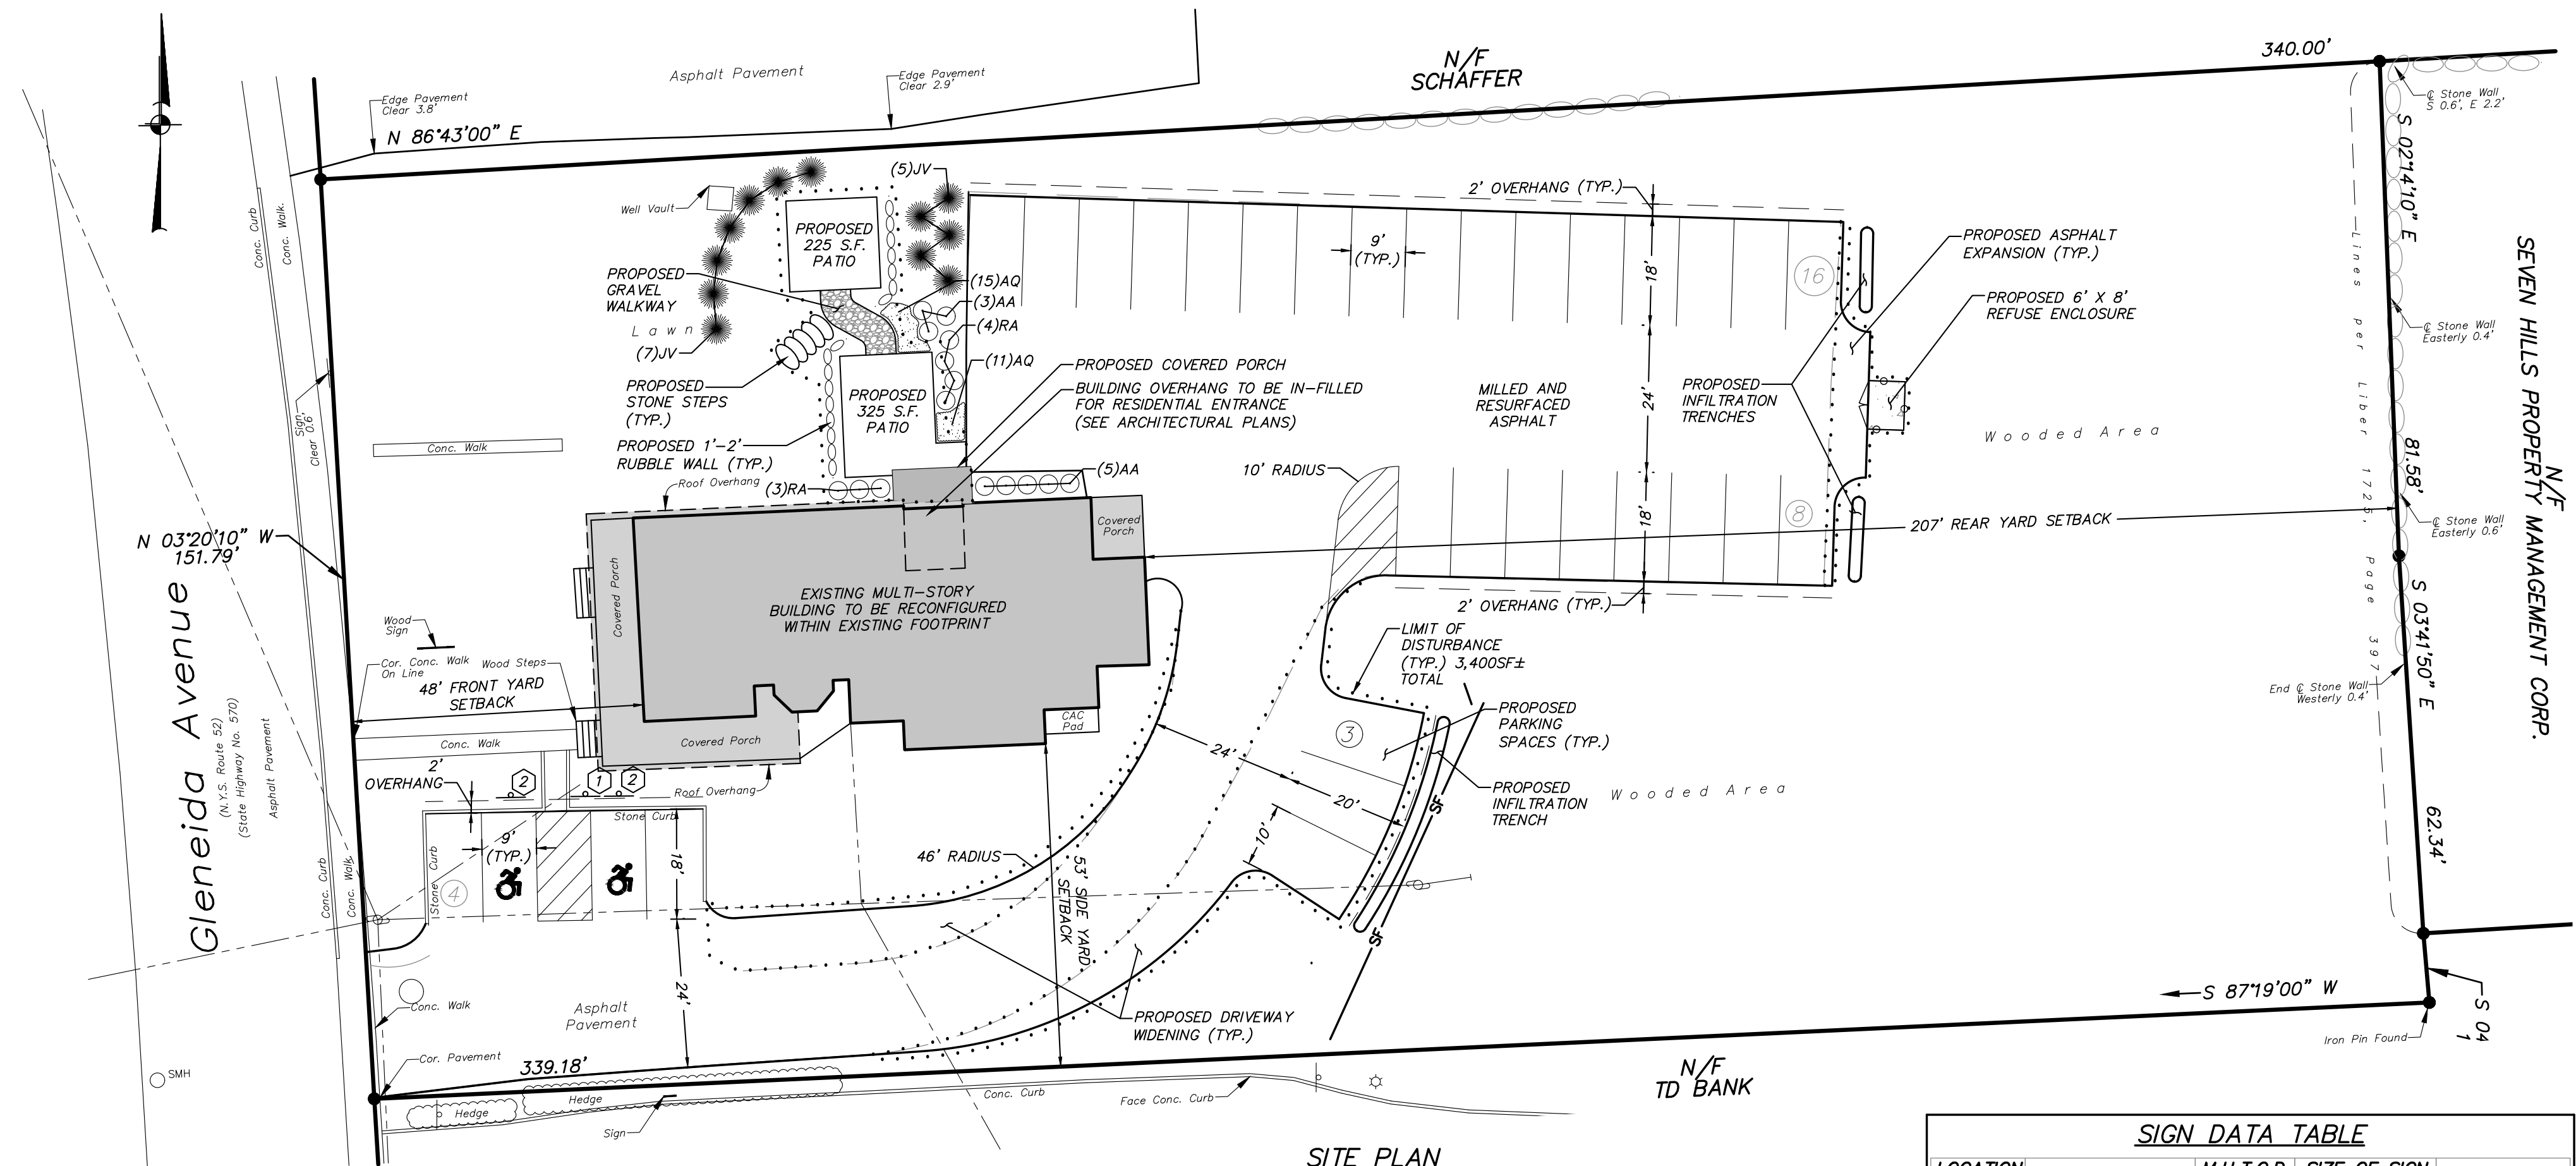 340.00'
N/F
SCHAFFER
Asphalt Pavement
Edge Pavement
Clear 2.9'
Edge Pavement
Clear 3.8'
N 86°43'00" E
℄ Stone Wall
S 0.6', E 2.2'
S 02°14'10" E
Conc. Curb
Conc. Walk.
Well Vault
(5)JV
PROPOSED
225 S.F.
PATIO
2' OVERHANG (TYP.)
9'
(TYP.)
18'
16
PROPOSED ASPHALT
EXPANSION (TYP.)
PROPOSED 6' X 8'
REFUSE ENCLOSURE
PROPOSED
GRAVEL
WALKWAY
Lawn
(7)JV
(15)AQ
(3)AA
(4)RA
(11)AQ
PROPOSED
STONE STEPS
(TYP.)
PROPOSED 1'-2'
RUBBLE WALL (TYP.)
PROPOSED
325 S.F.
PATIO
PROPOSED COVERED PORCH
BUILDING OVERHANG TO BE IN-FILLED
FOR RESIDENTIAL ENTRANCE
(SEE ARCHITECTURAL PLANS)
MILLED AND
RESURFACED
ASPHALT
24'
PROPOSED
INFILTRATION
TRENCHES
Wooded Area
Lines per Liber 1725, Page 397
℄ Stone Wall
Easterly 0.4'
SEVEN HILLS PROPERTY MANAGEMENT CORP.
N/F
81.58'
℄ Stone Wall
Easterly 0.6'
Sign
Clear 0.6'
Conc. Walk
Roof Overhang
(3)RA
(5)AA
10' RADIUS
18'
8
207' REAR YARD SETBACK
Covered
Porch
N 03°20'10" W
151.79'
Covered Porch
EXISTING MULTI-STORY
BUILDING TO BE RECONFIGURED
WITHIN EXISTING FOOTPRINT
2' OVERHANG (TYP.)
S 03°41'50" E
Gleneida Avenue
(N.Y.S. Route 52)
(State Highway No. 570)
Asphalt Pavement
Wood
Sign
Cor. Conc. Walk
On Line
Wood Steps
48' FRONT YARD
SETBACK
LIMIT OF
DISTURBANCE
(TYP.) 3,400SF±
TOTAL
End ℄ Stone Wall
Westerly 0.4'
CAC
Pad
Covered Porch
Conc. Walk
3
PROPOSED
PARKING
SPACES (TYP.)
24'
20'
10'
2'
OVERHANG
2
1
2
Roof Overhang
Stone Curb
PROPOSED
INFILTRATION
TRENCH
SF
SF
Wooded Area
62.34'
9'
(TYP.)
18'
4
Stone Curb
Conc. Curb
Conc. Walk
46' RADIUS
53' SIDE YARD
SETBACK
24'
Conc. Walk
Asphalt
Pavement
PROPOSED DRIVEWAY
WIDENING (TYP.)
S 87°19'00" W
S 04
1
Iron Pin Found
Cor. Pavement
339.18'
SMH
Hedge
Hedge
Sign
Conc. Curb
Face Conc. Curb
N/F
TD BANK
SITE PLAN
SIGN DATA TABLE
LOCATION
M.U.T.C.D.
SIZE OF SIGN